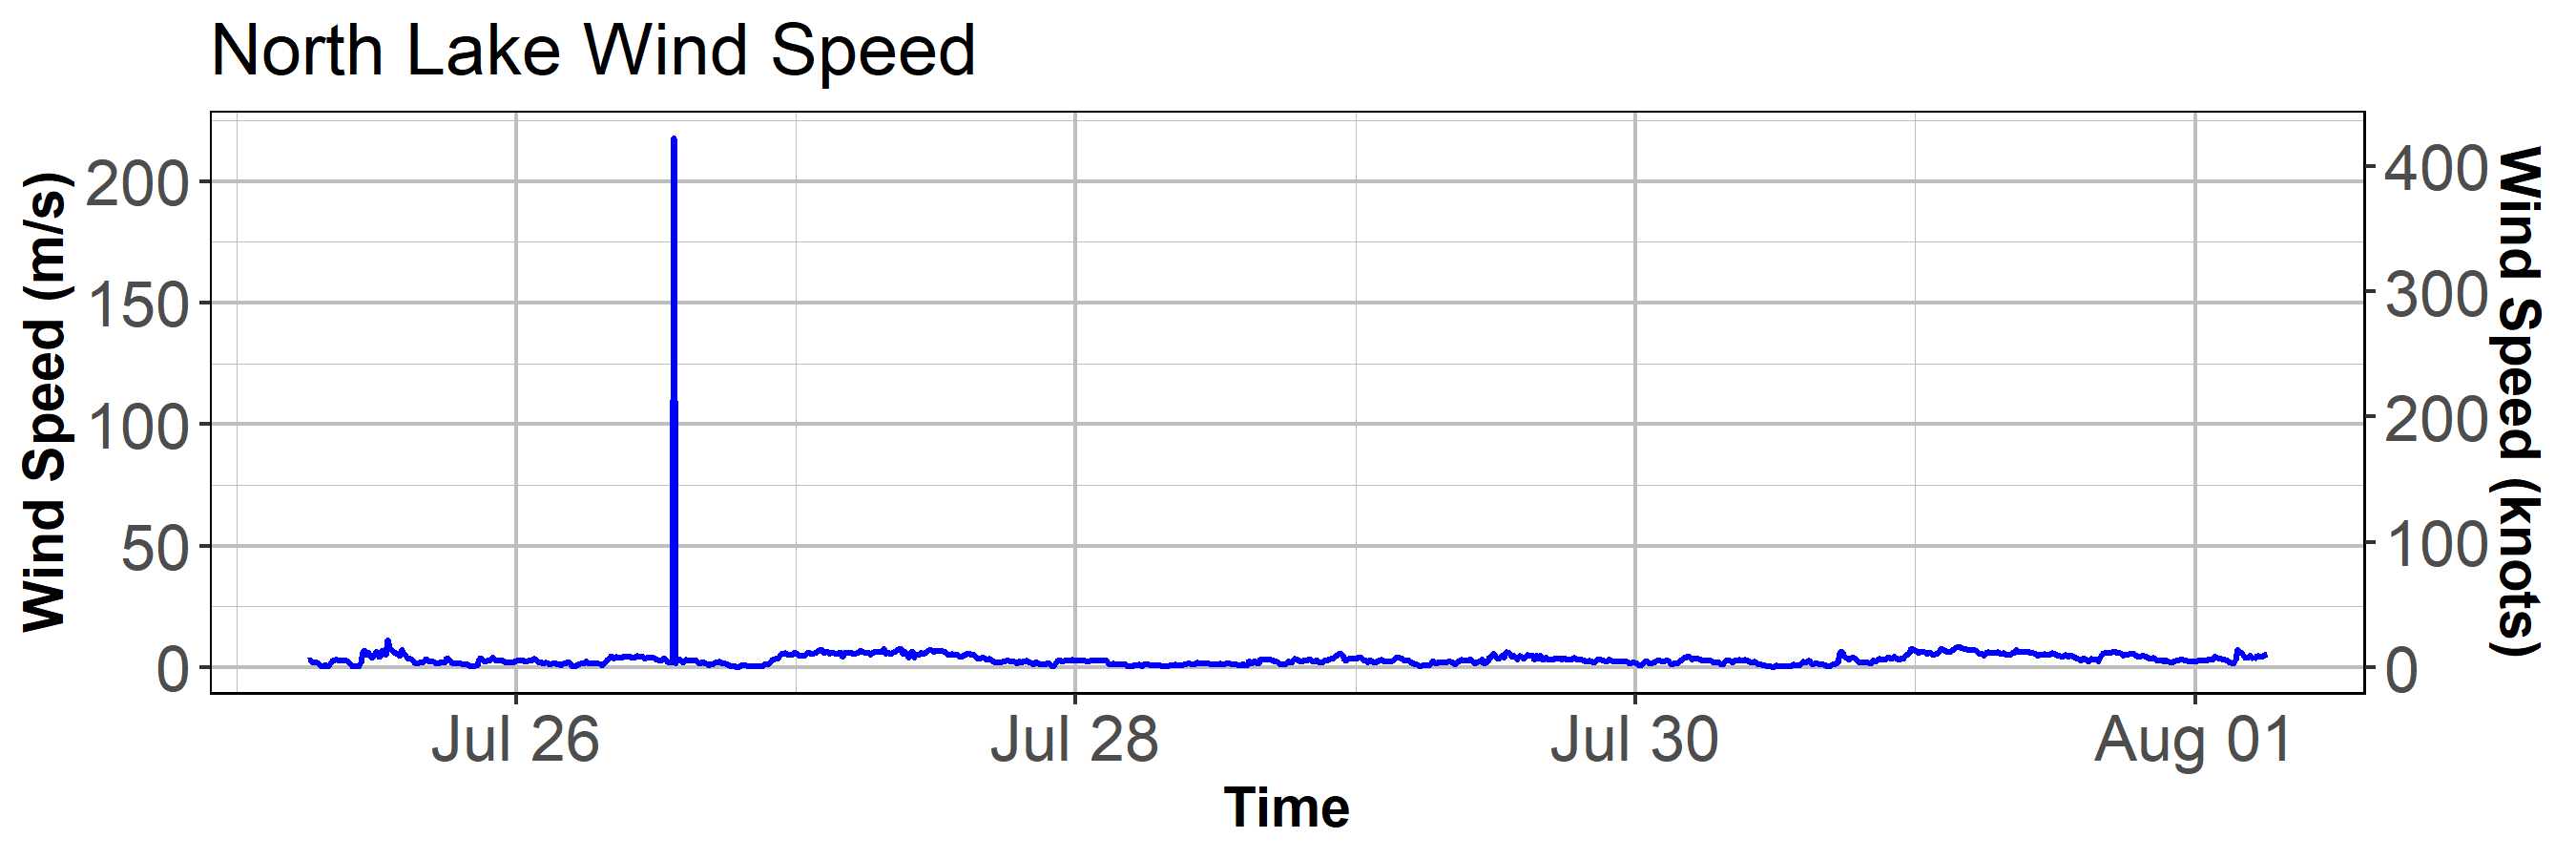 North Lake Wind Speed
Wind Speed (m/s)
200
150
100
50
0
400
300
200
100
0
Wind Speed (knots)
Jul 26
Jul 28
Jul 30
Aug 01
Time